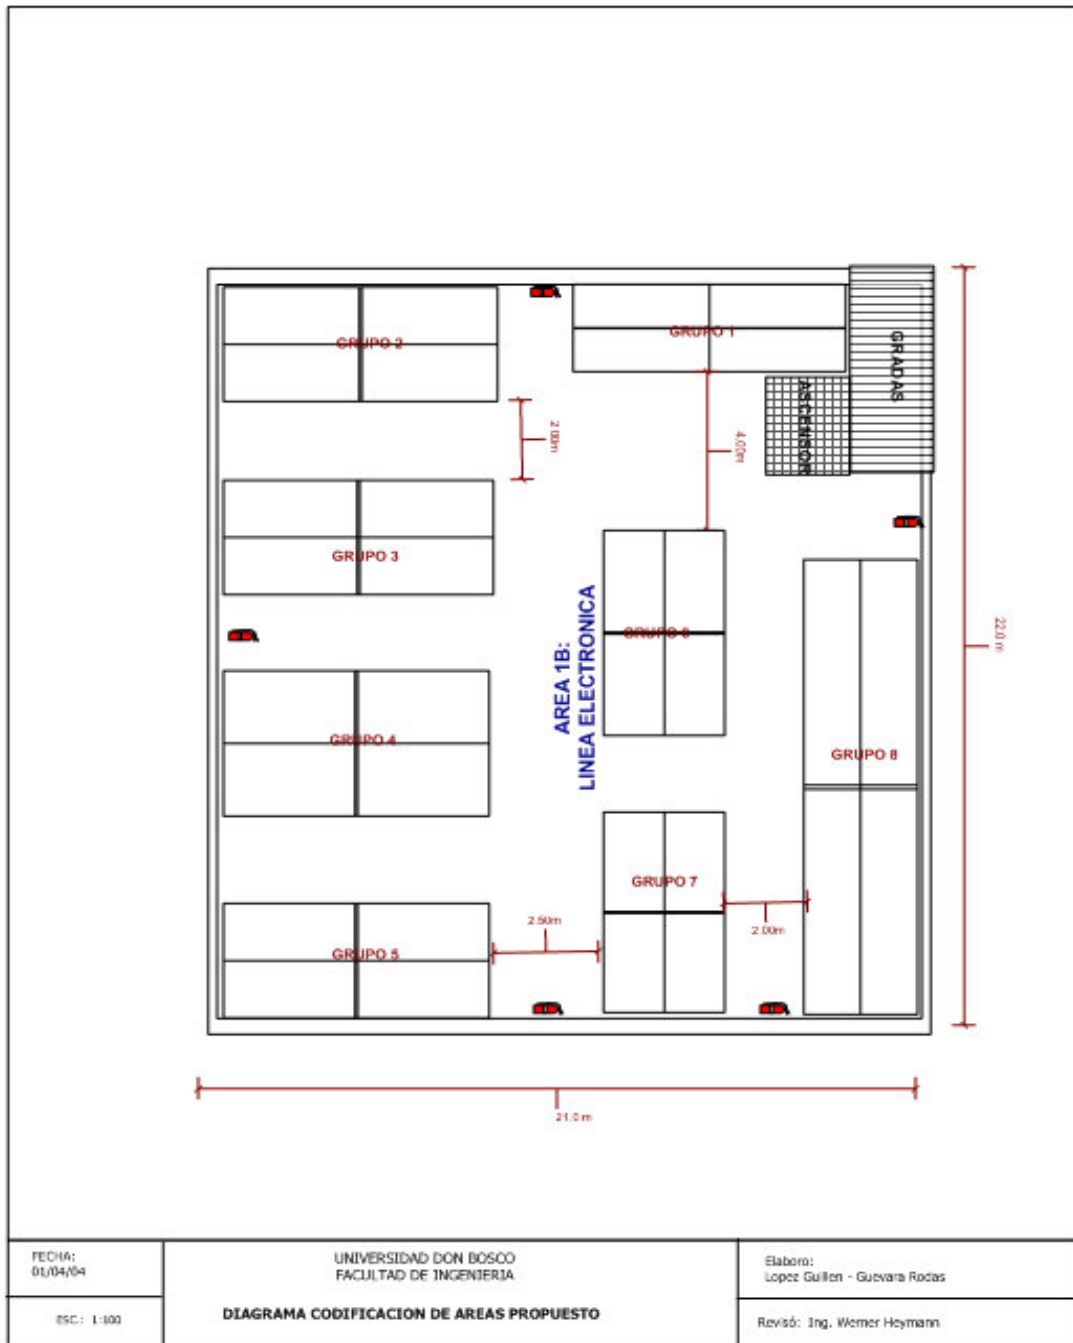 GRUPO 2
GRUPO 1
GRADAS
ASCENSOR
2.00m
4.00m
GRUPO 3
AREA 1B:
LINEA ELECTRONICA
GRUPO
22.0 m
GRUPO 4
GRUPO 8
GRUPO 7
2.50m
2.00m
GRUPO 5
21.0 m
FECHA:
01/04/04
ESC.: 1:100
UNIVERSIDAD DON BOSCO
FACULTAD DE INGENIERIA
DIAGRAMA CODIFICACION DE AREAS PROPUESTO
Elaboro:
Lopez Guillen - Guevara Rodas
Revisó: Ing. Werner Heymann